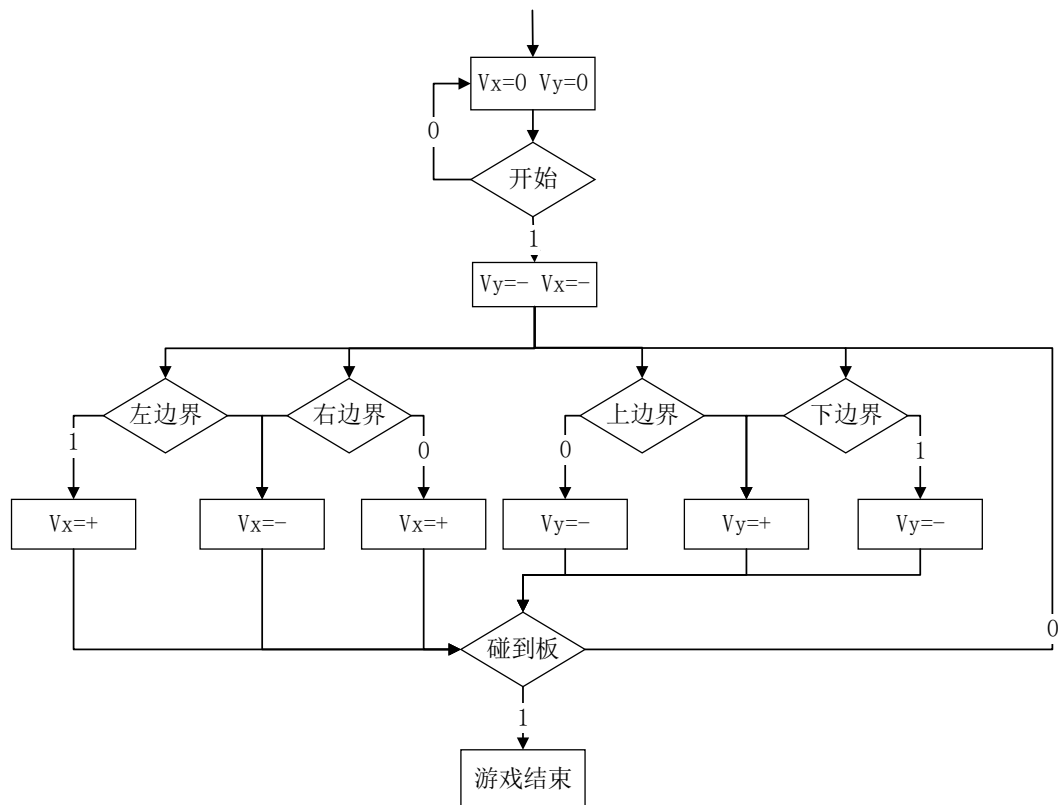 Vx=0 Vy=0
0
开始
1
Vy=- Vx=-
左边界
右边界
上边界
下边界
1
0
0
1
Vx=+
Vx=-
Vx=+
Vy=-
Vy=+
Vy=-
0
碰到板
1
游戏结束